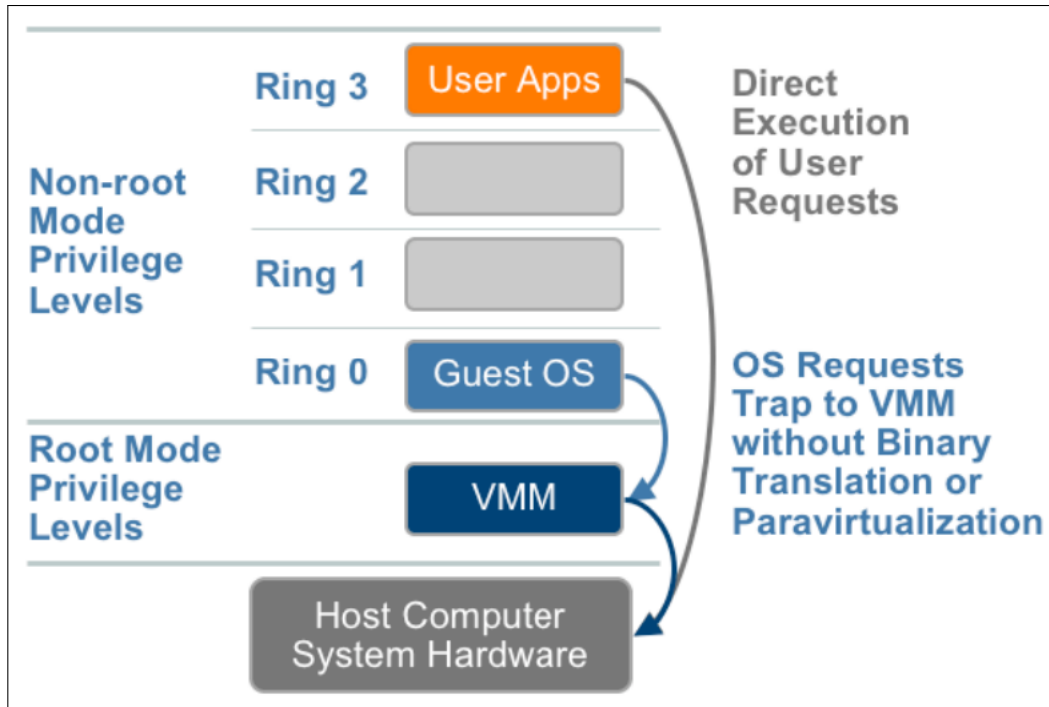 Ring 3
User Apps
Direct
Execution
of User
Requests
Non-root
Mode
Privilege
Levels
Ring 2
Ring 1
Ring 0
Guest OS
OS Requests
Trap to VMM
without Binary
Translation or
Paravirtualization
Root Mode
Privilege
Levels
VMM
Host Computer
System Hardware